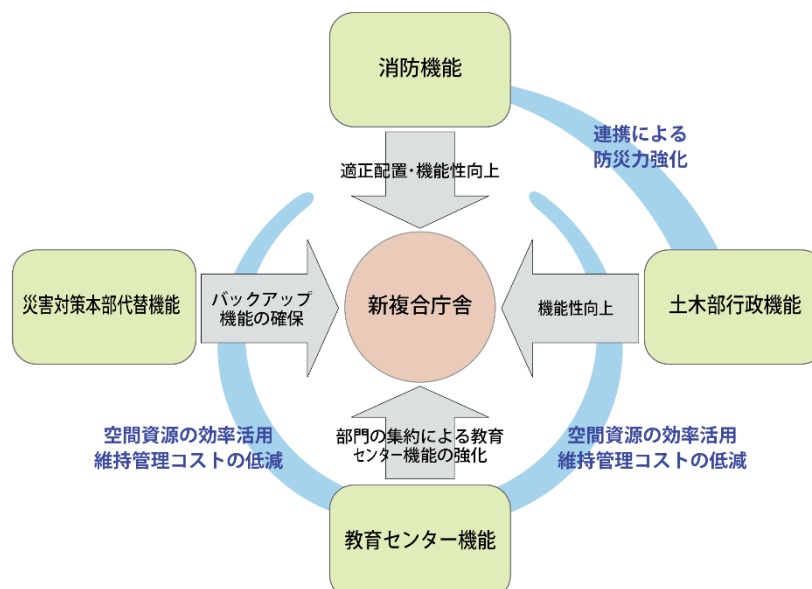 消防機能
連携による
防災力強化
適正配置・機能性向上
災害対策本部代替機能
バックアップ
機能の確保
新複合庁舎
機能性向上
土木部行政機能
空間資源の効率活用
維持管理コストの低減
部門の集約による教育
センター機能の強化
空間資源の効率活用
維持管理コストの低減
教育センター機能